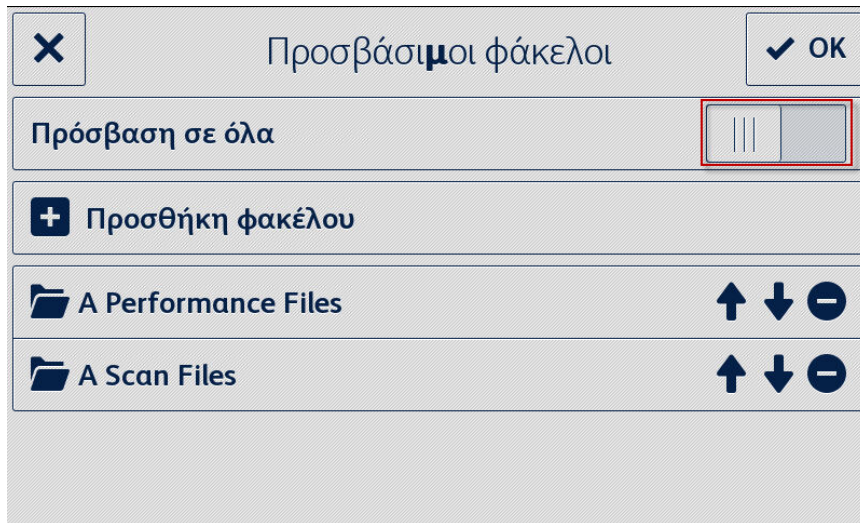 Προσβάσιμοι φάκελοι
OK
Πρόσβαση σε όλα
Προσθήκη φακέλου
A Performance Files
A Scan Files